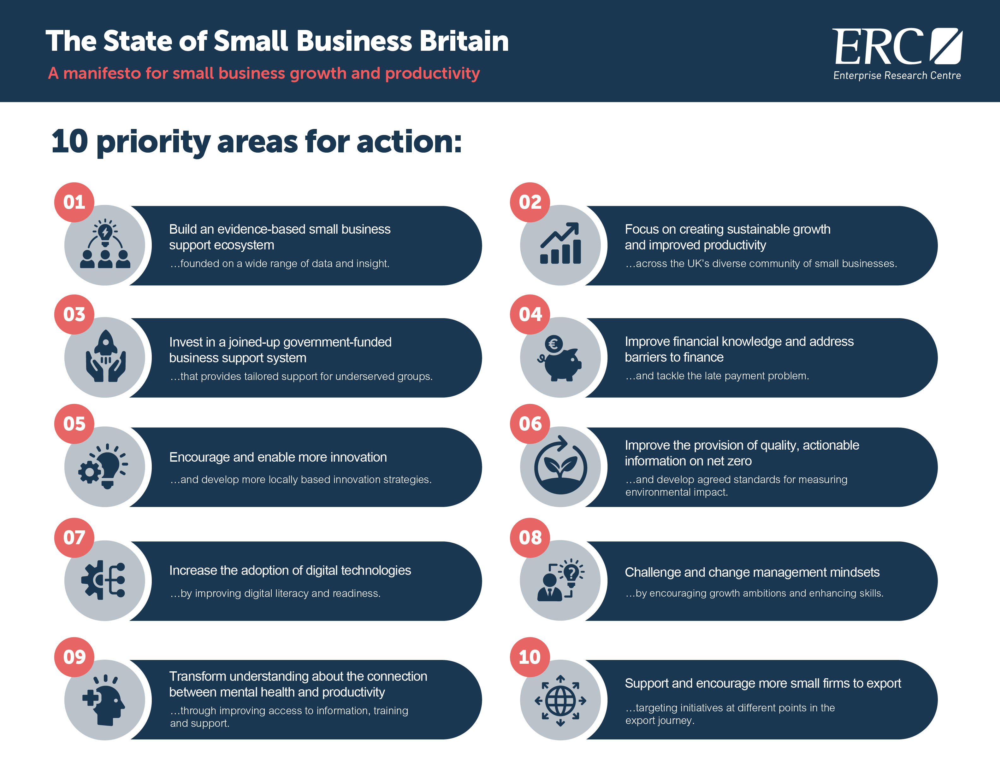 The State of Small Business Britain
A manifesto for small business growth and productivity
ERC
Enterprise Research Centre
10 priority areas for action:
01
Build an evidence-based small business
support ecosystem
...founded on a wide range of data and insight.
02
Focus on creating sustainable growth
and improved productivity
...across the UK's diverse community of small businesses.
03
Invest in a joined-up government-funded
business support system
...that provides tailored support for underserved groups.
04
€
Improve financial knowledge and address
barriers to finance
...and tackle the late payment problem.
05
Encourage and enable more innovation
...and develop more locally based innovation strategies.
06
Improve the provision of quality, actionable
information on net zero
...and develop agreed standards for measuring
environmental impact.
07
Increase the adoption of digital technologies
...by improving digital literacy and readiness.
08
?
Challenge and change management mindsets
...by encouraging growth ambitions and enhancing skills.
09
Transform understanding about the connection
between mental health and productivity
...through improving access to information, training
and support.
10
Support and encourage more small firms to export
...targeting initiatives at different points in the
export journey.